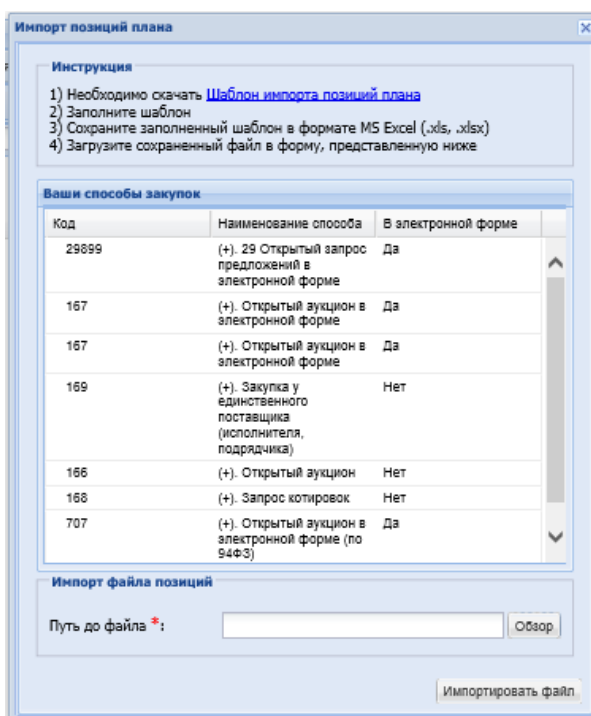 Импорт позиций плана
Инструкция
1) Необходимо скачать Шаблон импорта позиций плана
2) Заполните шаблон
3) Сохраните заполненный шаблон в формате MS Excel (.xls, .xlsx)
4) Загрузите сохраненный файл в форму, представленную ниже
Ваши способы закупок
Код Наименование способа В электронной форме
29899 (+). 29 Открытый запрос Да
предложений в
электронной форме
167 (+). Открытый аукцион в Да
электронной форме
167 (+). Открытый аукцион в Да
электронной форме
169 (+). Закупка у Нет
единственного
поставщика
(исполнителя,
подрядчика)
166 (+). Открытый аукцион Нет
168 (+). Запрос котировок Нет
707 (+). Открытый аукцион в Да
электронной форме (по
94ФЗ)
Импорт файла позиций
Путь до файла *: Обзор
Импортировать файл